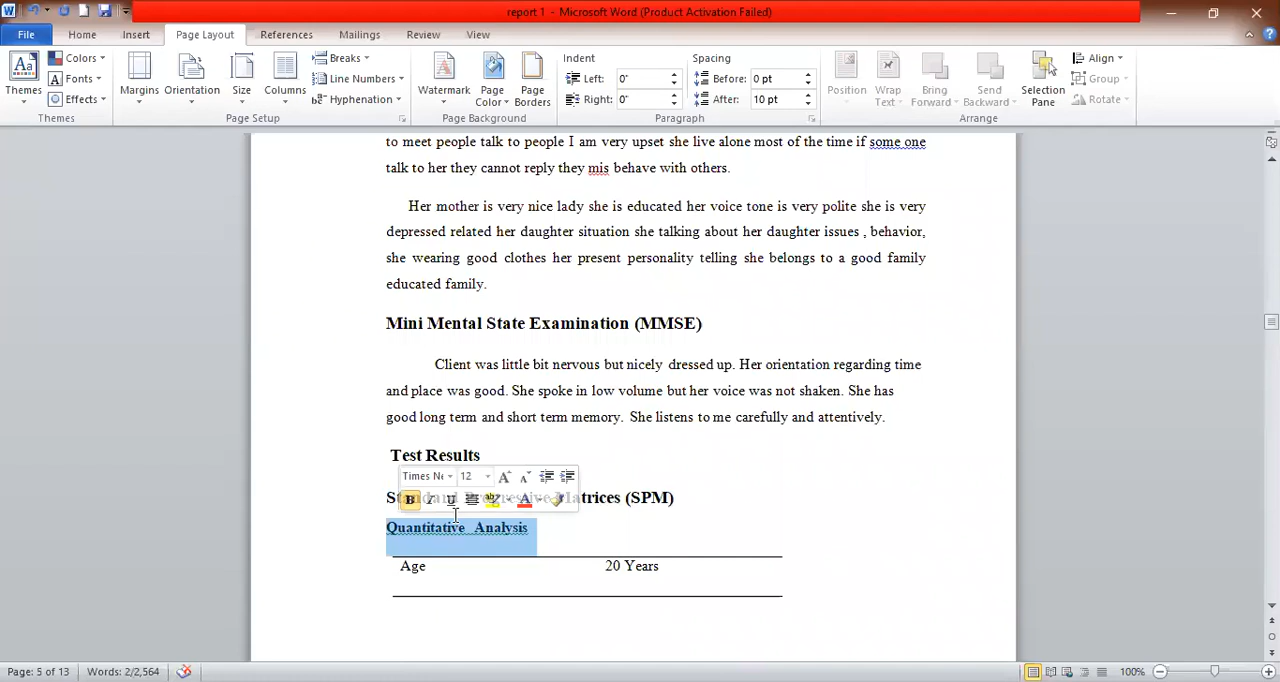 report 1 - Microsoft Word (Product Activation Failed)
File Home Insert Page Layout References Mailings Review View
Themes
Colors
Fonts
Effects
Themes
Margins
Orientation
Size
Columns
Breaks
Line Numbers
Hyphenation
Page Setup
Watermark
Page Color
Page Borders
Page Background
Indent
Left: 0"
Right: 0"
Spacing
Before: 0 pt
After: 10 pt
Paragraph
Position
Wrap Text
Bring Forward
Send Backward
Selection Pane
Align
Group
Rotate
Arrange
to meet people talk to people I am very upset she live alone most of the time if some one
talk to her they cannot reply they mis behave with others.
Her mother is very nice lady she is educated her voice tone is very polite she is very
depressed related her daughter situation she talking about her daughter issues , behavior,
she wearing good clothes her present personality telling she belongs to a good family
educated family.
Mini Mental State Examination (MMSE)
Client was little bit nervous but nicely dressed up. Her orientation regarding time
and place was good. She spoke in low volume but her voice was not shaken. She has
good long term and short term memory. She listens to me carefully and attentively.
Test Results
Times Ne 12
Standard Progressive Matrices (SPM)
Quantitative Analysis
Age 20 Years
Page: 5 of 13 Words: 2/2,564 100%